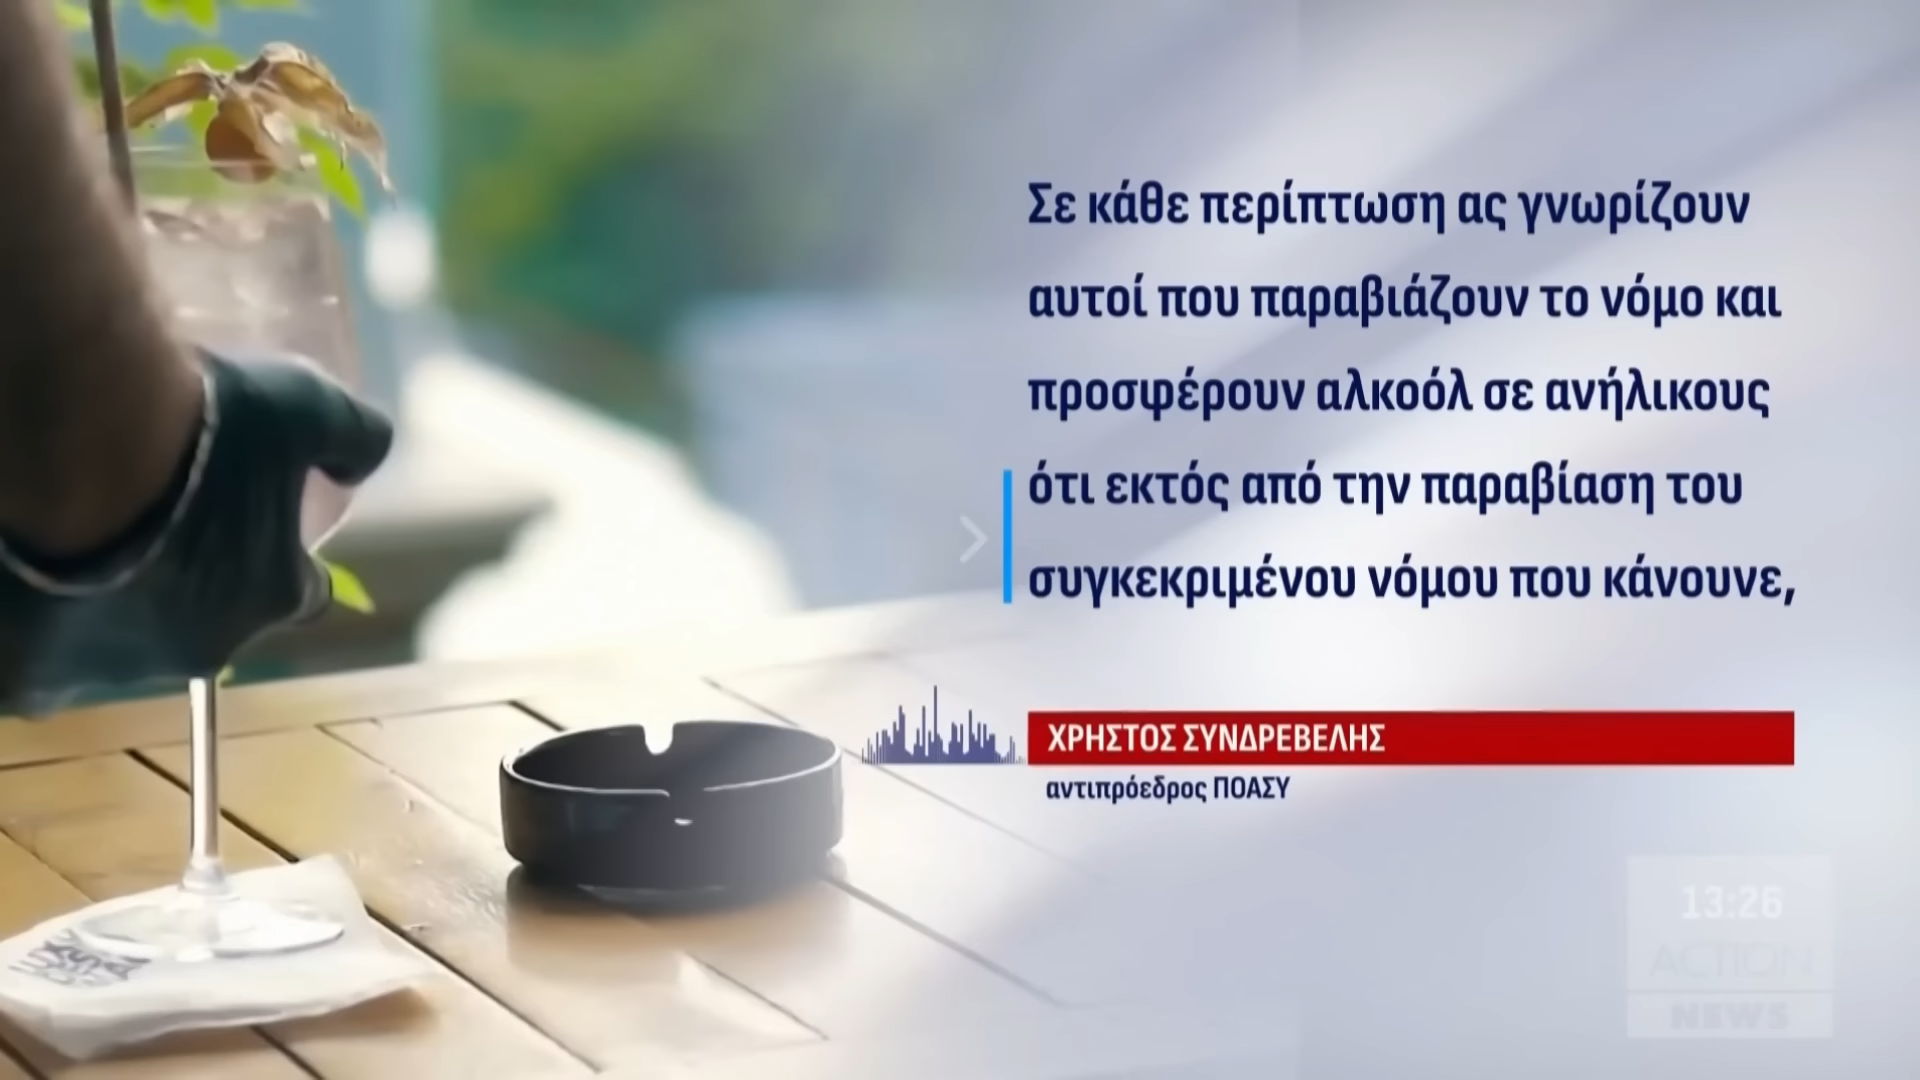 Σε κάθε περίπτωση ας γνωρίζουν
αυτοί που παραβιάζουν το νόμο και
προσφέρουν αλκοόλ σε ανήλικους
ότι εκτός από την παραβίαση του
συγκεκριμένου νόμου που κάνουνε,
ΧΡΗΣΤΟΣ ΣΥΝΔΡΕΒΕΛΗΣ
αντιπρόεδρος ΠΟΑΣΥ
13:26
ACTION
NEWS